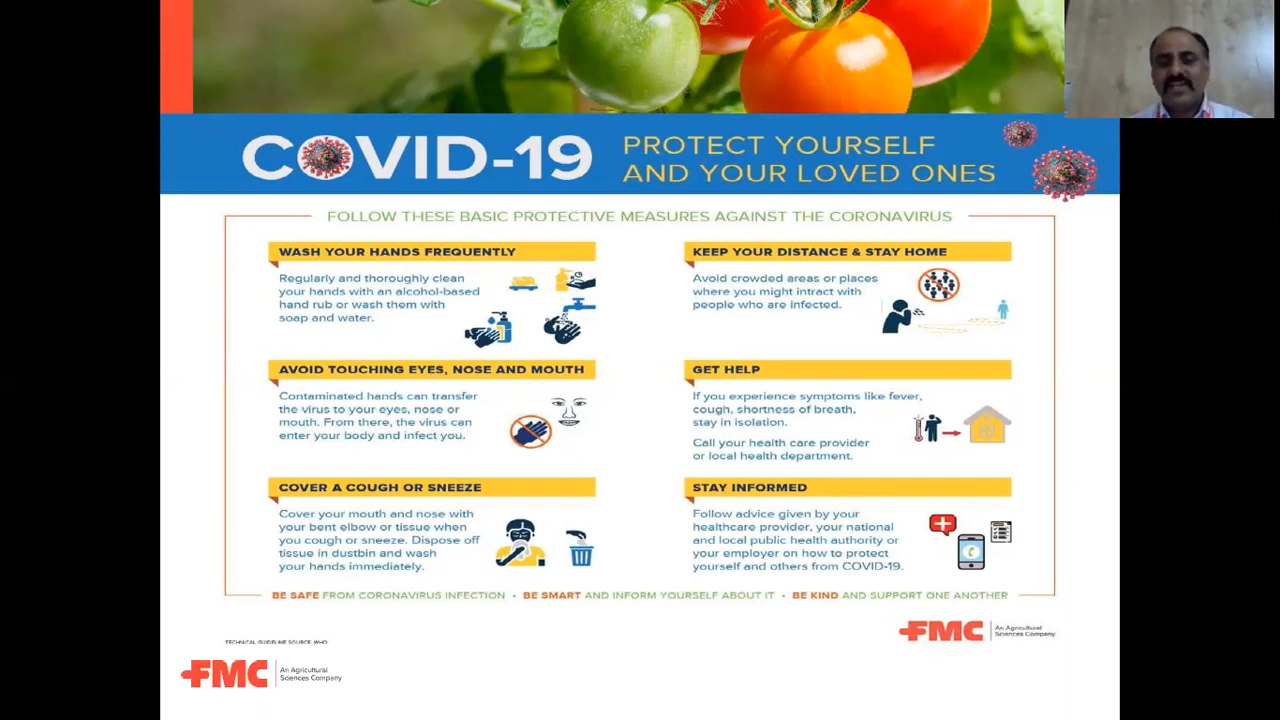 COVID-19
PROTECT YOURSELF
AND YOUR LOVED ONES
FOLLOW THESE BASIC PROTECTIVE MEASURES AGAINST THE CORONAVIRUS
WASH YOUR HANDS FREQUENTLY
Regularly and thoroughly clean
your hands with an alcohol-based
hand rub or wash them with
soap and water.
KEEP YOUR DISTANCE & STAY HOME
Avoid crowded areas or places
where you might intract with
people who are infected.
AVOID TOUCHING EYES, NOSE AND MOUTH
Contaminated hands can transfer
the virus to your eyes, nose or
mouth. From there, the virus can
enter your body and infect you.
GET HELP
If you experience symptoms like fever,
cough, shortness of breath,
stay in isolation.
Call your health care provider
or local health department.
COVER A COUGH OR SNEEZE
Cover your mouth and nose with
your bent elbow or tissue when
you cough or sneeze. Dispose off
tissue in dustbin and wash
your hands immediately.
STAY INFORMED
Follow advice given by your
healthcare provider, your national
and local public health authority or
your employer on how to protect
yourself and others from COVID-19.
BE SAFE FROM CORONAVIRUS INFECTION • BE SMART AND INFORM YOURSELF ABOUT IT • BE KIND AND SUPPORT ONE ANOTHER
TECHNICAL GUIDELINE SOURCE: WHO
FMC An Agricultural
Sciences Company
FMC An Agricultural
Sciences Company